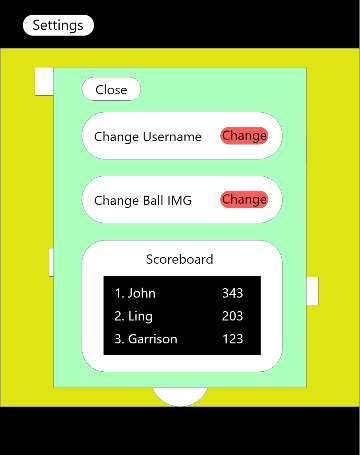 Settings
Close
Change Username Change
Change Ball IMG Change
Scoreboard
1. John 343
2. Ling 203
3. Garrison 123